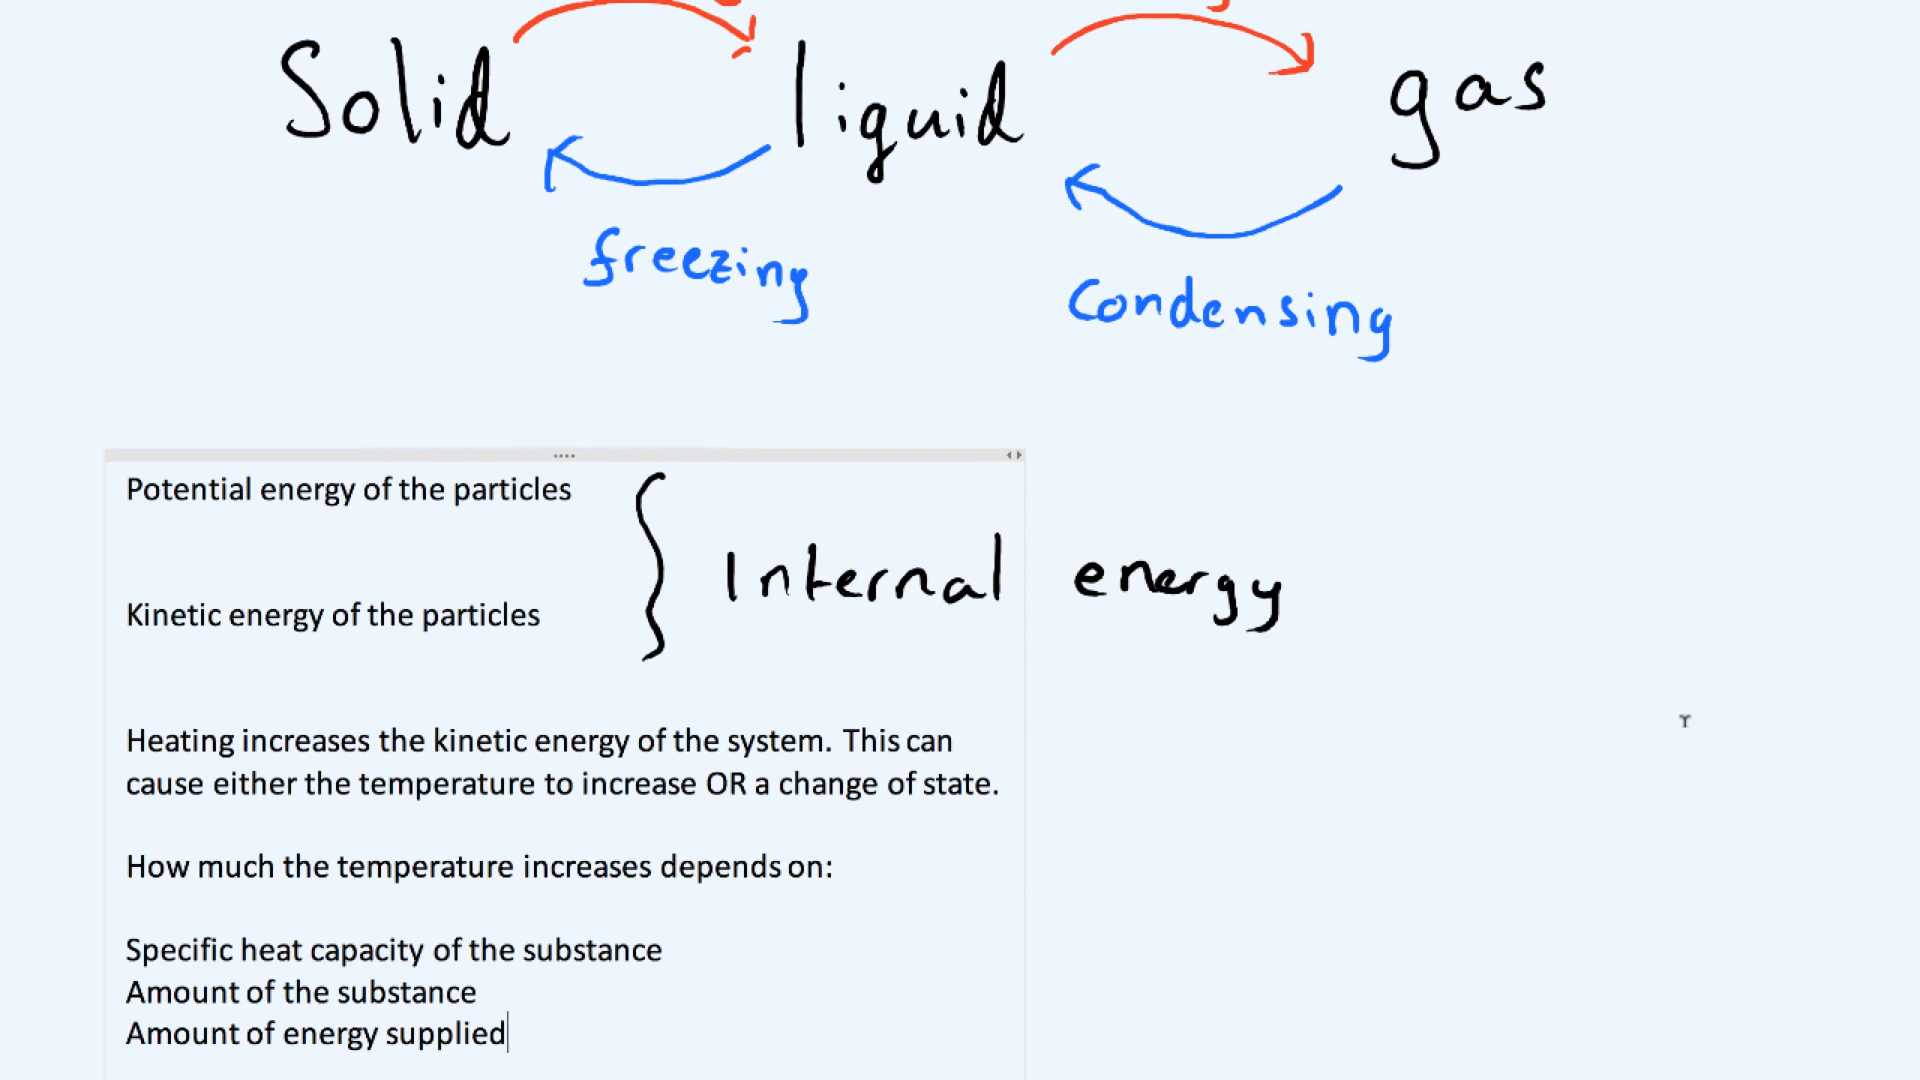 Solid liquid gas
freezing
Condensing
Potential energy of the particles
Internal energy
Kinetic energy of the particles
Heating increases the kinetic energy of the system. This can
cause either the temperature to increase OR a change of state.
How much the temperature increases depends on:
Specific heat capacity of the substance
Amount of the substance
Amount of energy supplied